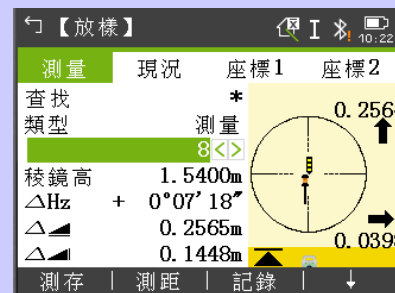 【放樣】 10:22
測量 現況 座標1 座標2
查找 *
類型 測量
8
稜鏡高 1.5400m
△Hz + 0°07'18"
△ 0.2565m
△ 0.1448m
0.256
0.039
測存 | 測距 | 記錄 | ↓